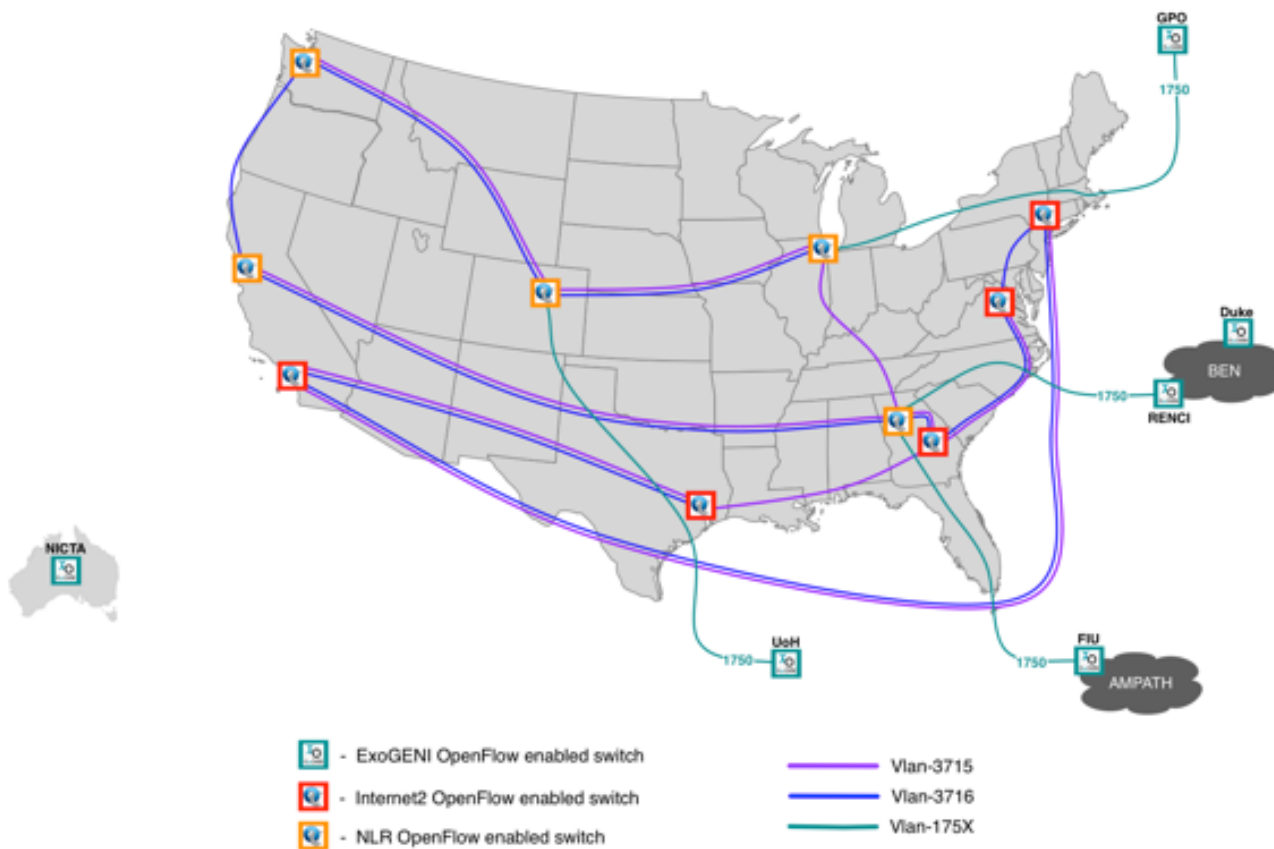 GPO
1750
Duke
BEN
1750
RENCI
NICTA
UoH
1750
FIU
1750
AMPATH
- ExoGENI OpenFlow enabled switch
Vlan-3715
- Internet2 OpenFlow enabled switch
Vlan-3716
- NLR OpenFlow enabled switch
Vlan-175X